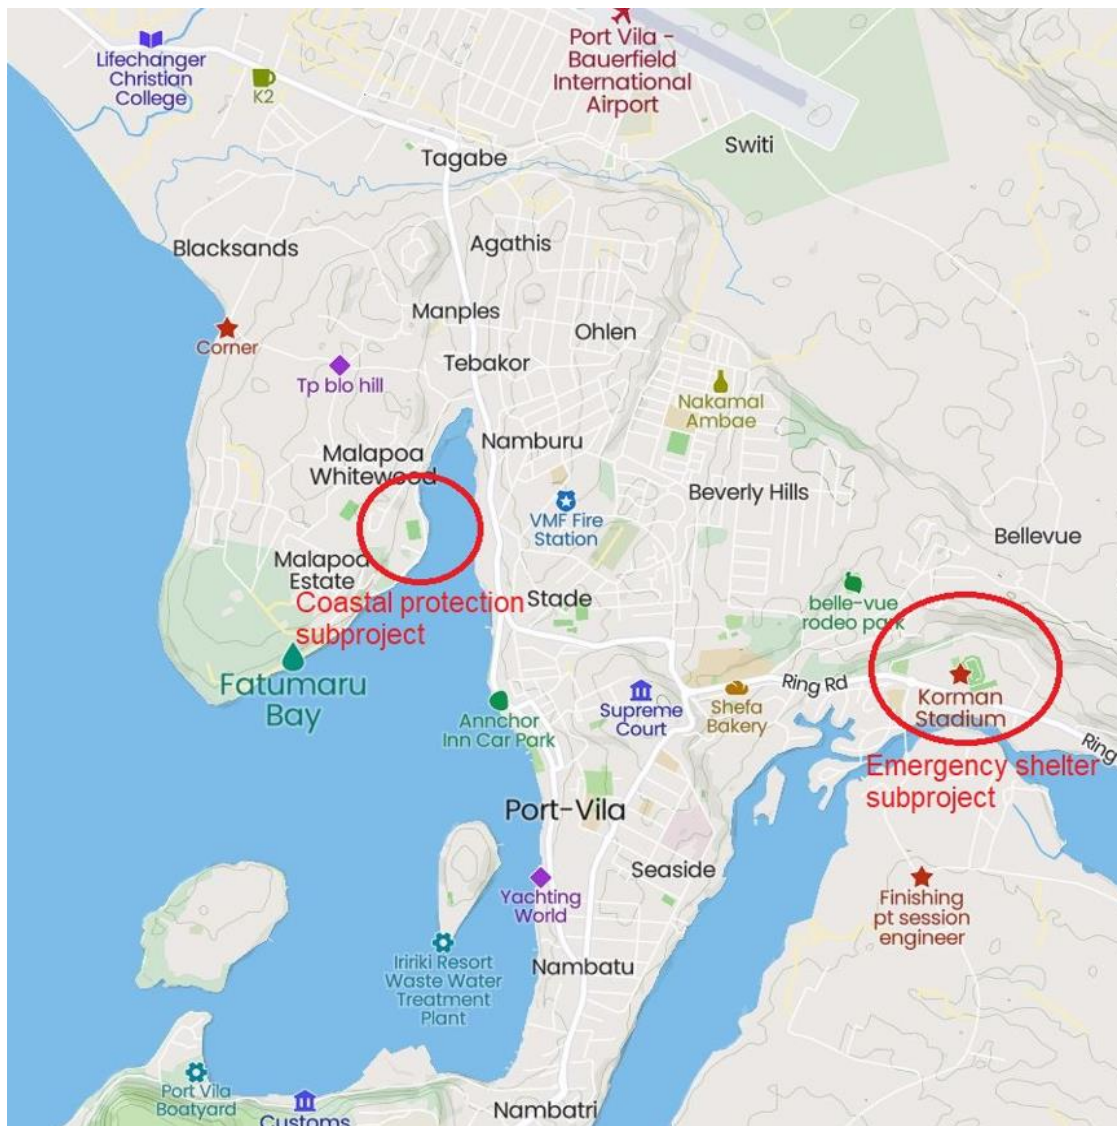 Port Vila -
Bauerfield
International
Airport
Lifechanger
Christian
College
K2
Switi
Tagabe
Agathis
Blacksands
Manples
Ohlen
Corner
Tebakor
Tp blo hill
Nakamal
Ambae
Namburu
Malapoa
Whitewood
Beverly Hills
VMF Fire
Station
Bellevue
Malapoa
Estate
Stade
Coastal protection
subproject
belle-vue
rodeo park
Fatumaru
Bay
Ring Rd
Korman
Stadium
Supreme
Court
Shefa
Bakery
Annchor
Inn Car Park
Ring
Emergency shelter
subproject
Port-Vila
Seaside
Yachting
World
Finishing
pt session
engineer
Iririki Resort
Waste Water
Treatment
Plant
Nambatu
Port Vila
Boatyard
Customs
Nambatri